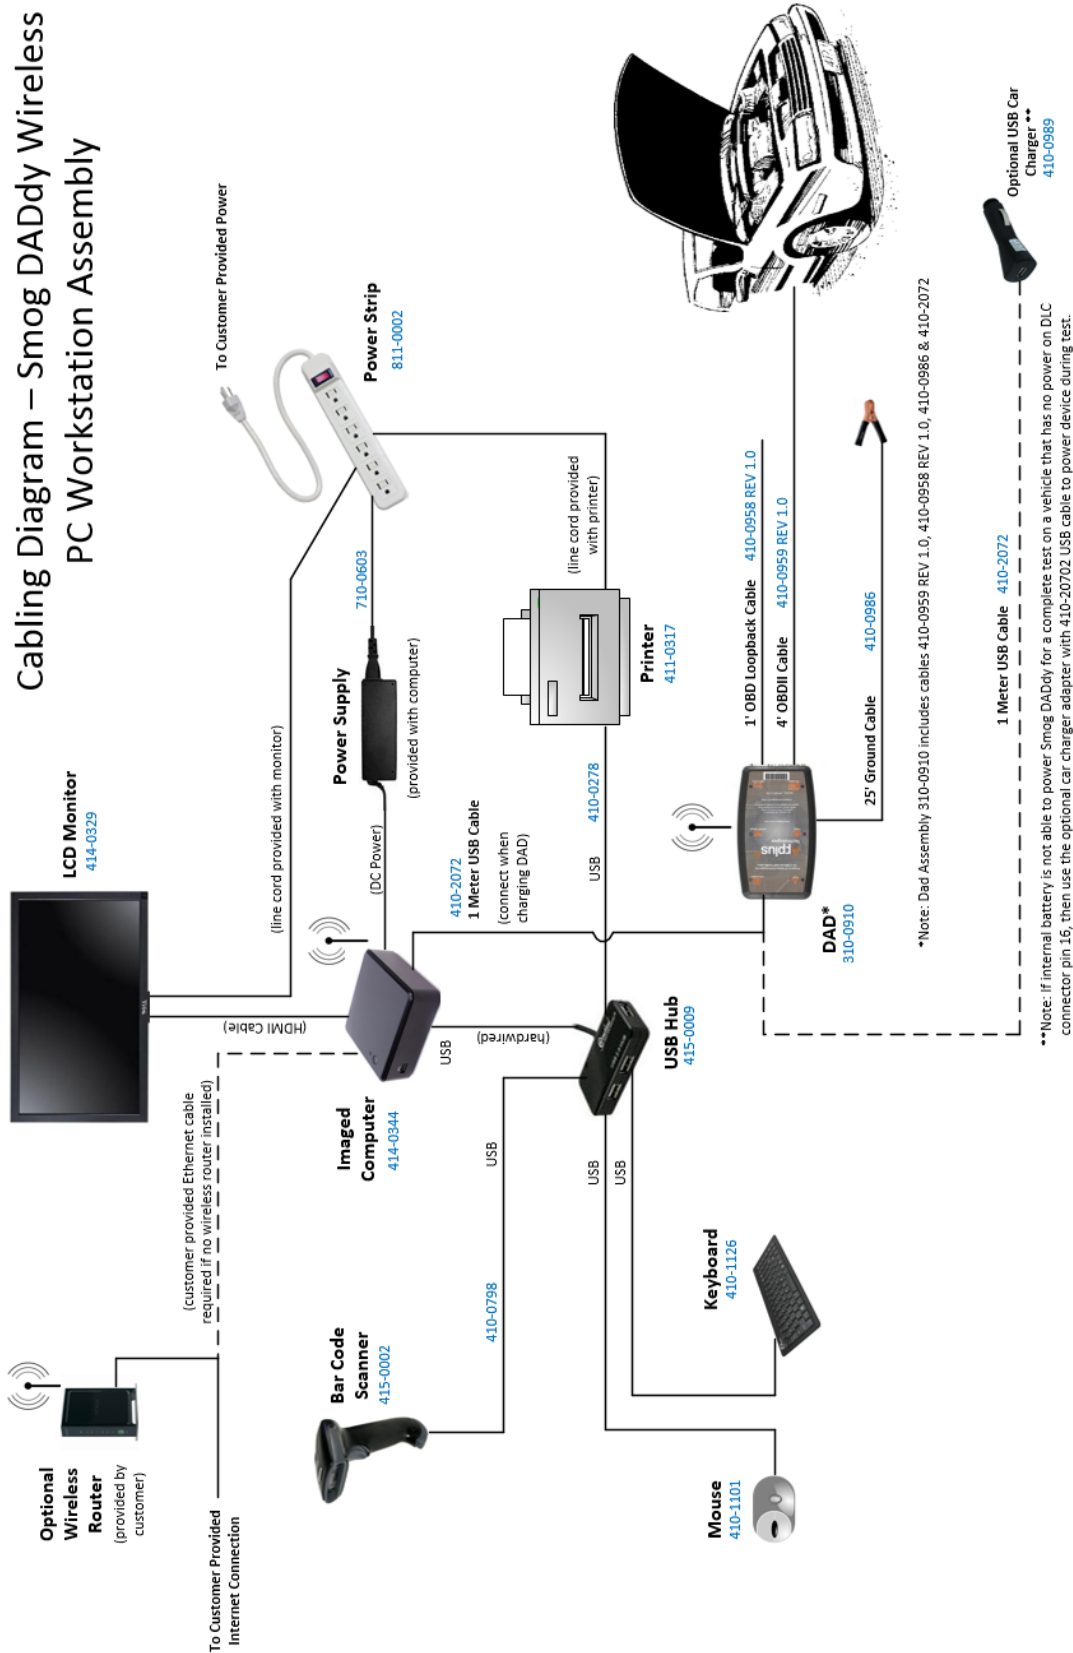 Cabling Diagram – Smog DADdy Wireless
PC Workstation Assembly
Optional
Wireless
Router
(provided by
customer)
To Customer Provided
Internet Connection
(customer provided Ethernet cable
required if no wireless router installed)
LCD Monitor
414-0329
(HDMI Cable)
(line cord provided with monitor)
To Customer Provided Power
Power Strip
811-0002
710-0603
Power Supply
(provided with computer)
(DC Power)
Imaged
Computer
414-0344
USB
(hardwired)
410-2072
1 Meter USB Cable
(connect when
charging DAD)
Bar Code
Scanner
415-0002
410-0798
USB
USB
USB
USB Hub
415-0009
USB
410-0278
Printer
411-0317
(line cord provided
with printer)
Mouse
410-1101
Keyboard
410-1126
DAD*
310-0910
plus
1' OBD Loopback Cable 410-0958 REV 1.0
4' OBDII Cable 410-0959 REV 1.0
25' Ground Cable 410-0986
*Note: Dad Assembly 310-0910 includes cables 410-0959 REV 1.0, 410-0958 REV 1.0, 410-0986 & 410-2072
1 Meter USB Cable 410-2072
Optional USB Car
Charger **
410-0989
**Note: If internal battery is not able to power Smog DADdy for a complete test on a vehicle that has no power on DLC
connector pin 16, then use the optional car charger adapter with 410-20702 USB cable to power device during test.